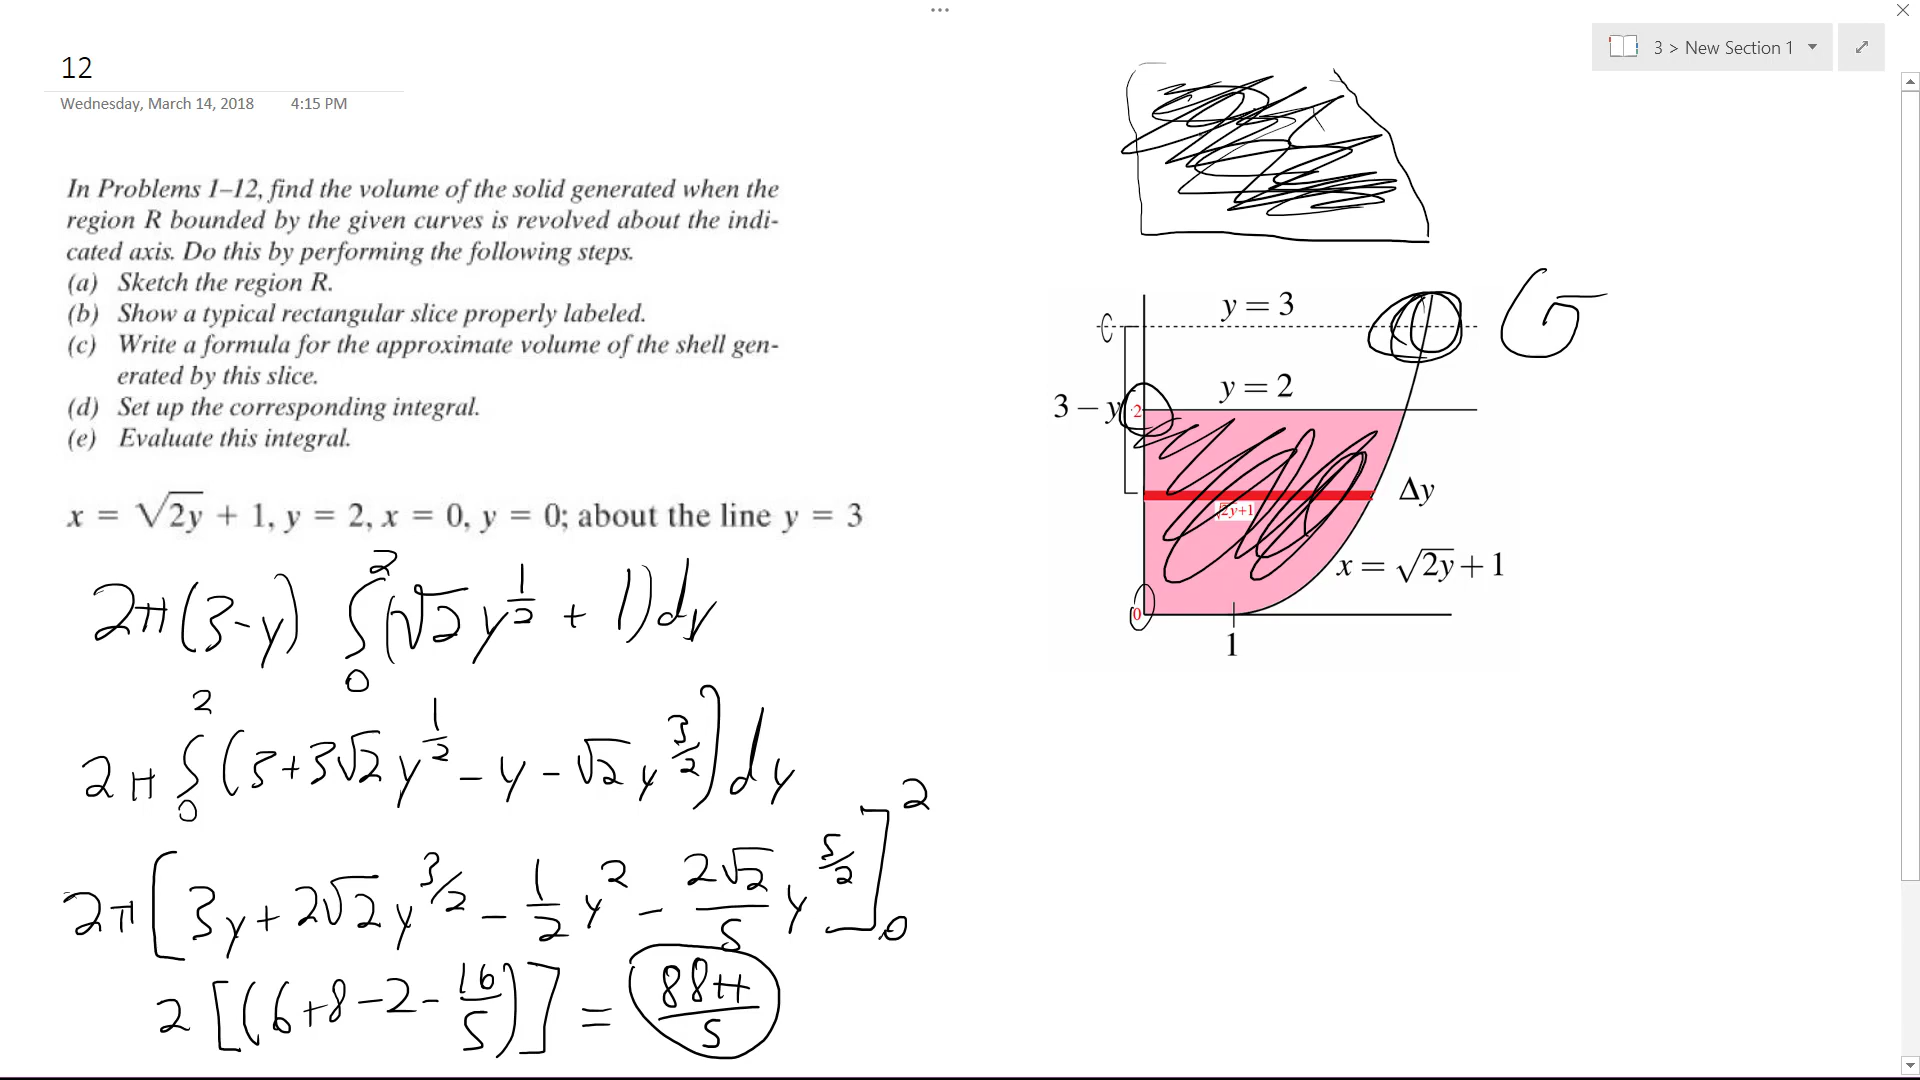 3 > New Section 1
12
Wednesday, March 14, 2018 4:15 PM
In Problems 1–12, find the volume of the solid generated when the
region R bounded by the given curves is revolved about the indi-
cated axis. Do this by performing the following steps.
(a) Sketch the region R.
(b) Show a typical rectangular slice properly labeled.
(c) Write a formula for the approximate volume of the shell gen-
erated by this slice.
(d) Set up the corresponding integral.
(e) Evaluate this integral.
x = √2y + 1, y = 2, x = 0, y = 0; about the line y = 3
2π(3-y) ∫₀² (√2 y^(1/2) + 1) dy
2π ∫₀² (3+3√2 y^(1/2) - y - √2 y^(3/2)) dy
2π [3y + 2√2 y^(3/2) - 1/2 y² - 2√2/5 y^(5/2)]₀²
2 [(6+8-2-16/5)] = 88π/5
y = 3
y = 2
3 − y
2
√2y+1
Δy
x = √2y + 1
0
1